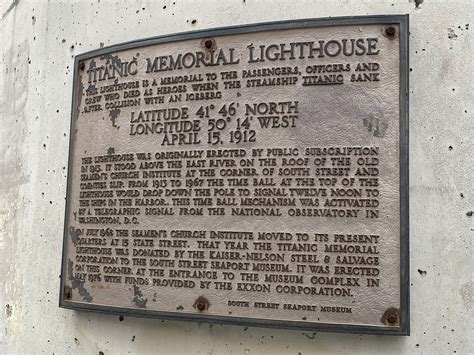 TITANIC MEMORIAL LIGHTHOUSE
THE LIGHTHOUSE IS A MEMORIAL TO THE PASSENGERS, OFFICERS AND
CREW WHO DIED AS HEROES WHEN THE STEAMSHIP TITANIC SANK
AFTER COLLISION WITH AN ICEBERG
LATITUDE 41° 46' NORTH
LONGITUDE 50° 14' WEST
APRIL 15, 1912
THE LIGHTHOUSE WAS ORIGINALLY ERECTED BY PUBLIC SUBSCRIPTION
IN 1913. IT STOOD ABOVE THE EAST RIVER ON THE ROOF OF THE OLD
SEAMEN'S CHURCH INSTITUTE AT THE CORNER OF SOUTH STREET AND
COENTIES SLIP. FROM 1913 TO 1967 THE TIME BALL AT THE TOP OF THE
LIGHTHOUSE WOULD DROP DOWN THE POLE TO SIGNAL TWELVE NOON TO
THE SHIPS IN THE HARBOR. THIS TIME BALL MECHANISM WAS ACTIVATED
BY A TELEGRAPHIC SIGNAL FROM THE NATIONAL OBSERVATORY IN
WASHINGTON, D.C.
IN JULY 1968 THE SEAMEN'S CHURCH INSTITUTE MOVED TO ITS PRESENT
QUARTERS AT 15 STATE STREET. THAT YEAR THE TITANIC MEMORIAL
LIGHTHOUSE WAS DONATED BY THE KAISER-NELSON STEEL & SALVAGE
CORPORATION TO THE SOUTH STREET SEAPORT MUSEUM. IT WAS ERECTED
ON THIS CORNER AT THE ENTRANCE TO THE MUSEUM COMPLEX IN
MAY 1976 WITH FUNDS PROVIDED BY THE EXXON CORPORATION.
SOUTH STREET SEAPORT MUSEUM